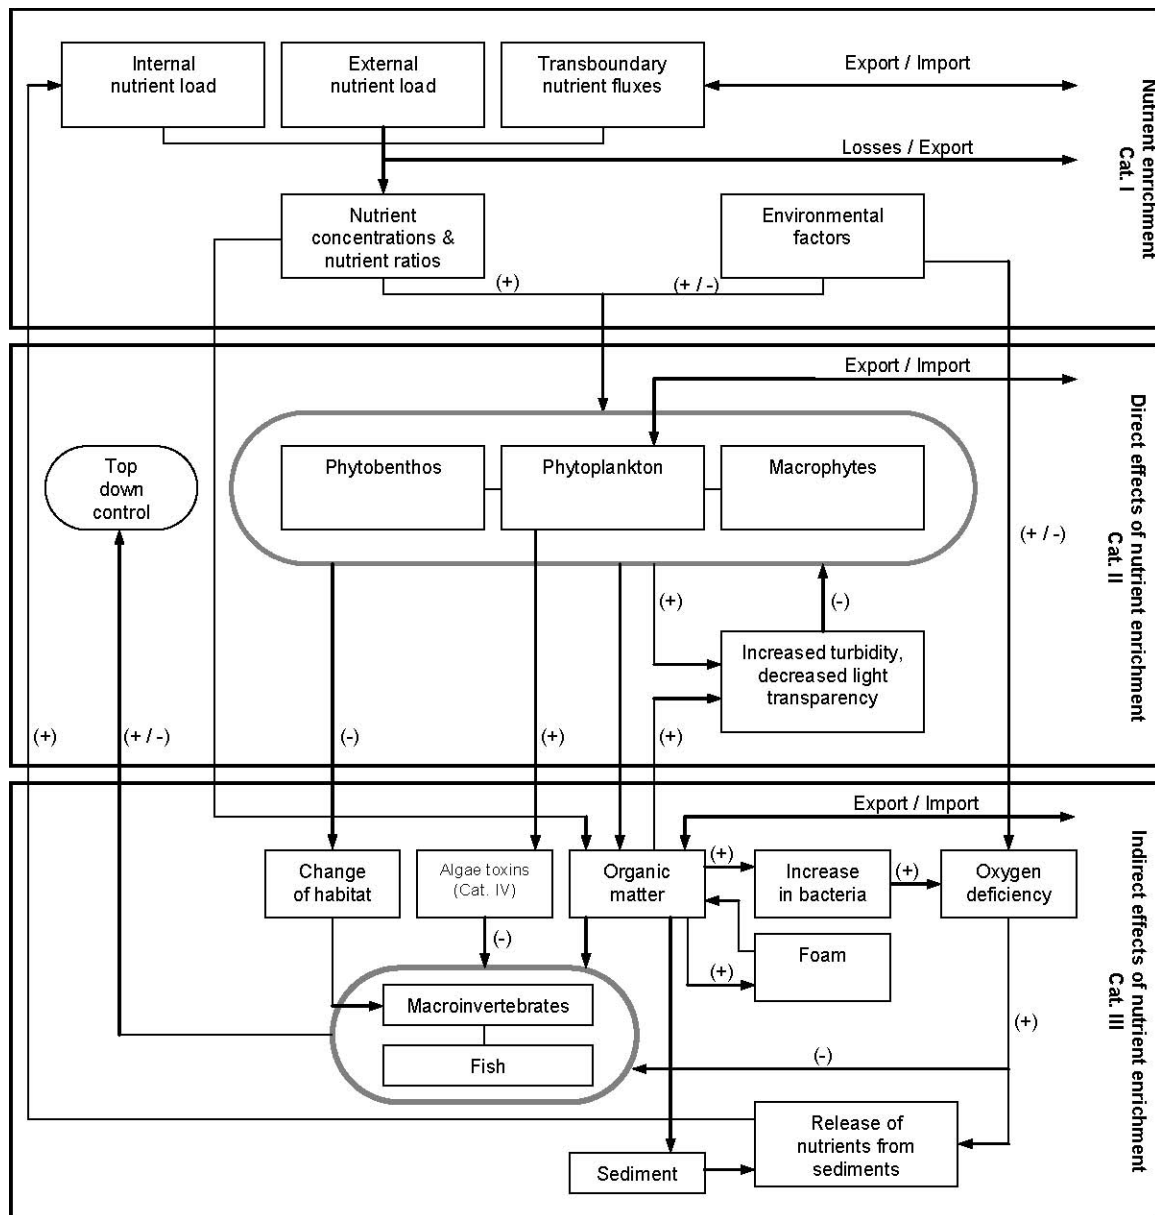 Internal
nutrient load
External
nutrient load
Transboundary
nutrient fluxes
Export / Import
Losses / Export
Nutrient
concentrations &
nutrient ratios
Environmental
factors
(+)
(+ / -)
Nutrient enrichment
Cat. I
Export / Import
Top
down
control
Phytobenthos
Phytoplankton
Macrophytes
(+ / -)
(+)
(-)
Increased turbidity,
decreased light
transparency
(+)
(+ / -)
(-)
(+)
(+)
Direct effects of nutrient enrichment
Cat. II
Export / Import
Change
of habitat
Algae toxins
(Cat. IV)
Organic
matter
(+)
Increase
in bacteria
(+)
Oxygen
deficiency
(-)
(+)
Foam
Macroinvertebrates
Fish
(+)
(-)
Release of
nutrients from
sediments
Sediment
Indirect effects of nutrient enrichment
Cat. III